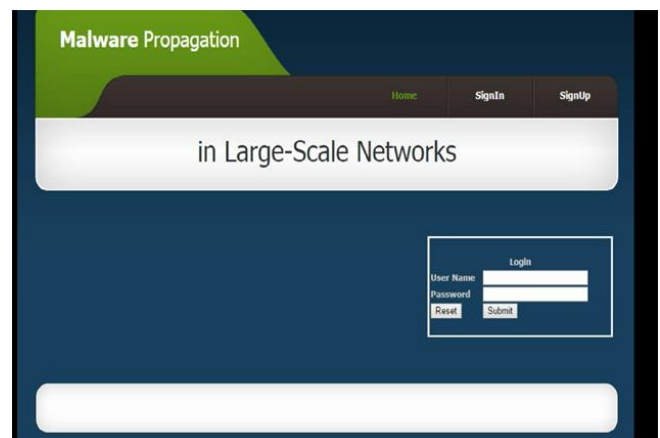 Malware Propagation
Home SignIn SignUp
in Large-Scale Networks
Login
User Name
Password
Reset Submit